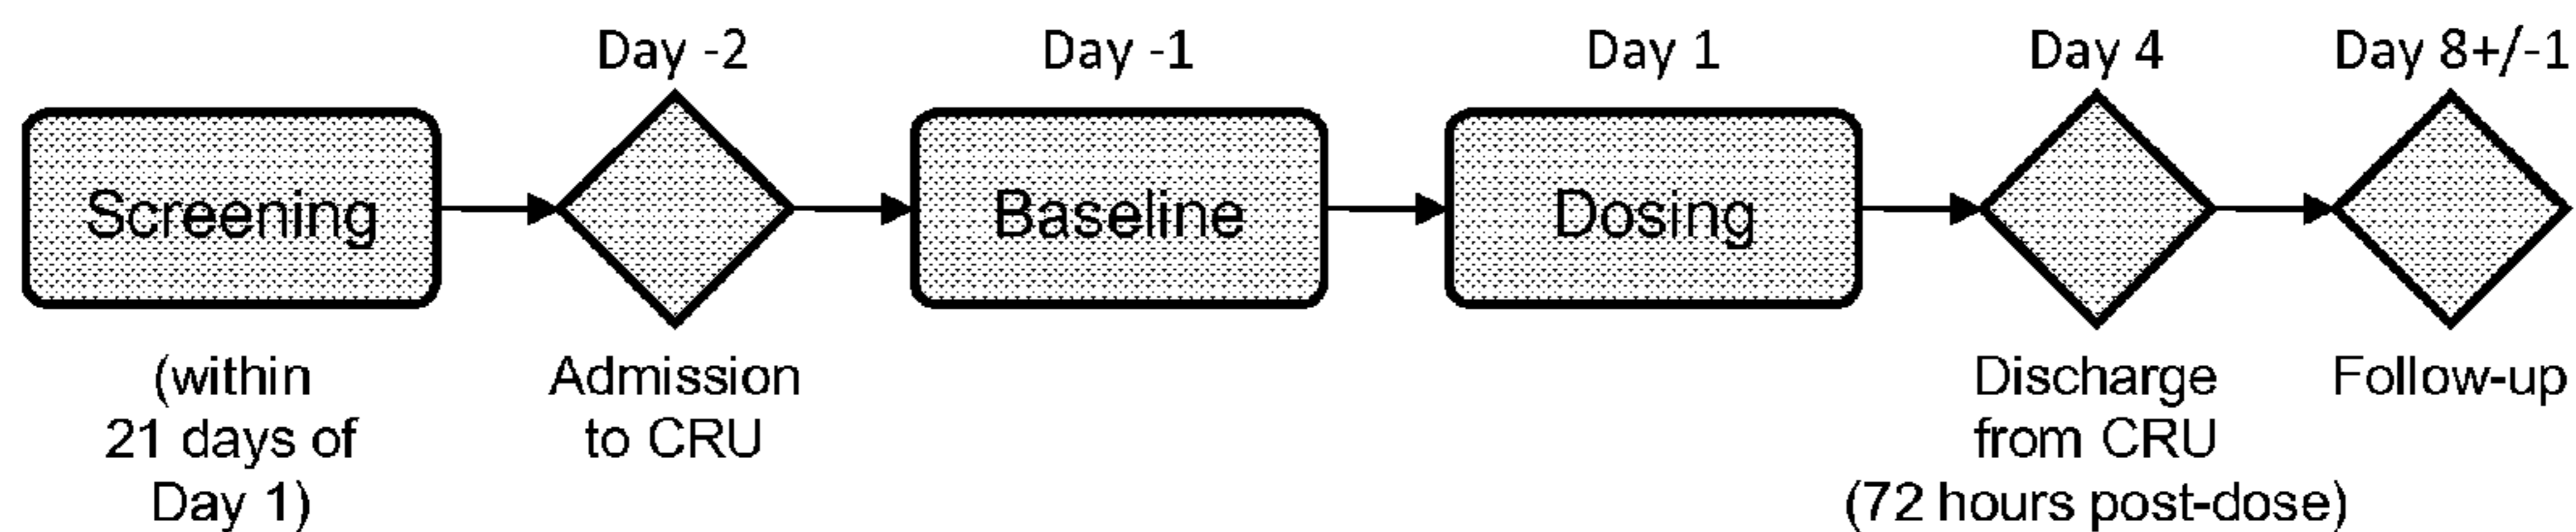 Day -2
Day -1
Day 1
Day 4
Day 8+/-1
Screening
Baseline
Dosing
(within
21 days of
Day 1)
Admission
to CRU
Discharge
from CRU
(72 hours post-dose)
Follow-up